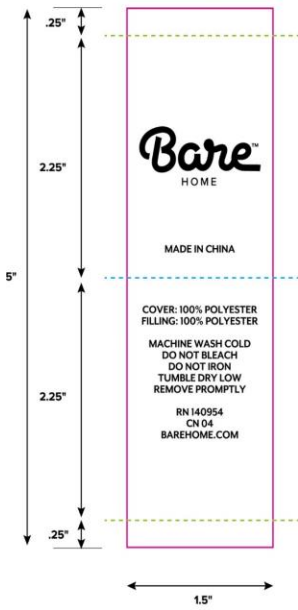 .25"
2.25"
Bare™
HOME
MADE IN CHINA
5"
COVER: 100% POLYESTER
FILLING: 100% POLYESTER
MACHINE WASH COLD
DO NOT BLEACH
DO NOT IRON
TUMBLE DRY LOW
REMOVE PROMPTLY
2.25"
RN 140954
CN 04
BAREHOME.COM
.25"
1.5"